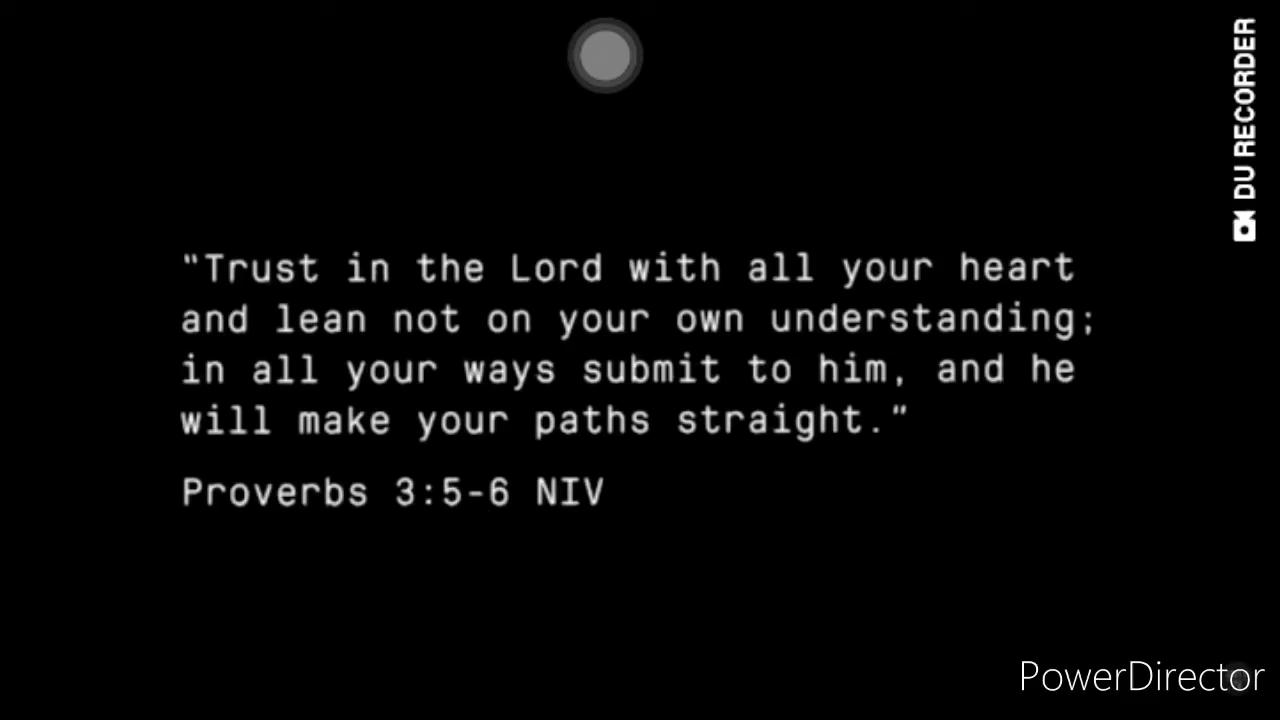 DU RECORDER
"Trust in the Lord with all your heart
and lean not on your own understanding;
in all your ways submit to him, and he
will make your paths straight."
Proverbs 3:5-6 NIV
PowerDirector